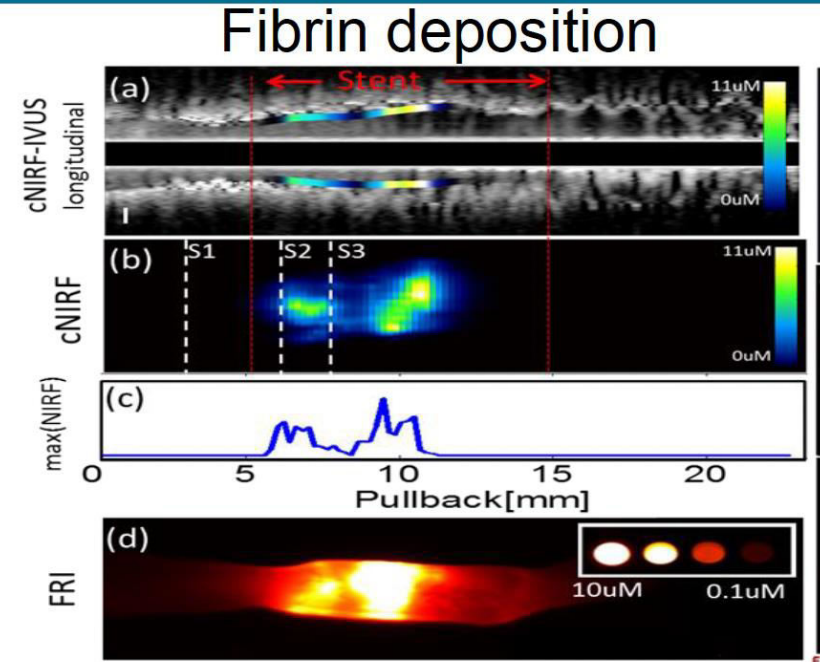 Fibrin deposition
cNIRF-IVUS
longitudinal
(a)
Stent
11uM
0uM
cNIRF
(b)
S1
S2
S3
11uM
0uM
max(NIRF)
(c)
0 5 10 15 20
Pullback[mm]
FRI
(d)
10uM 0.1uM